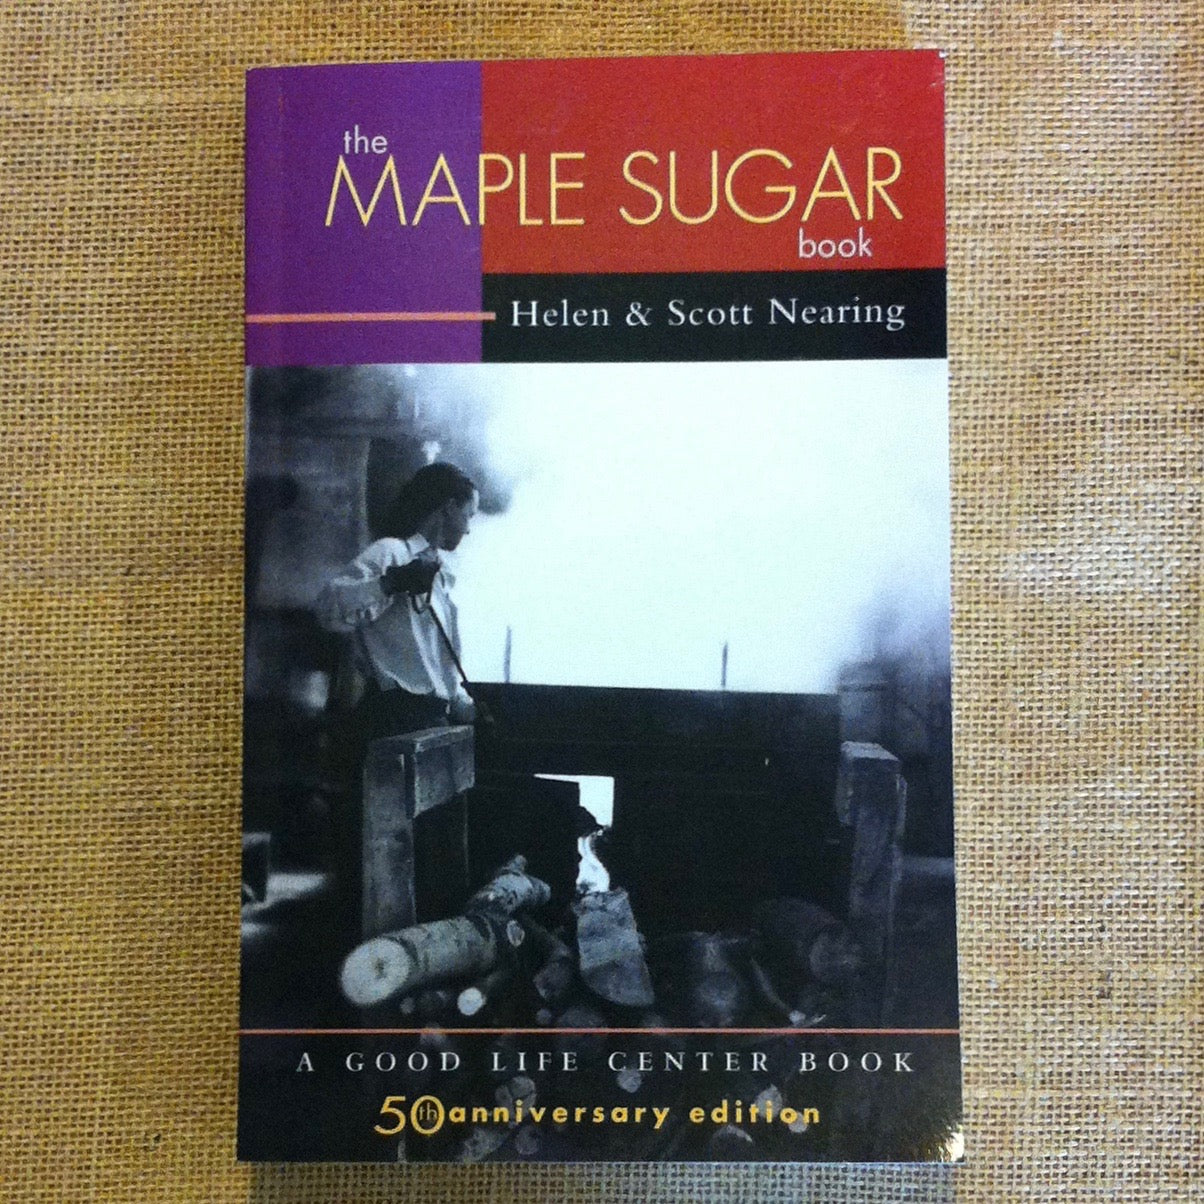 the
MAPLE SUGAR
book
Helen & Scott Nearing
A GOOD LIFE CENTER BOOK
50th anniversary edition